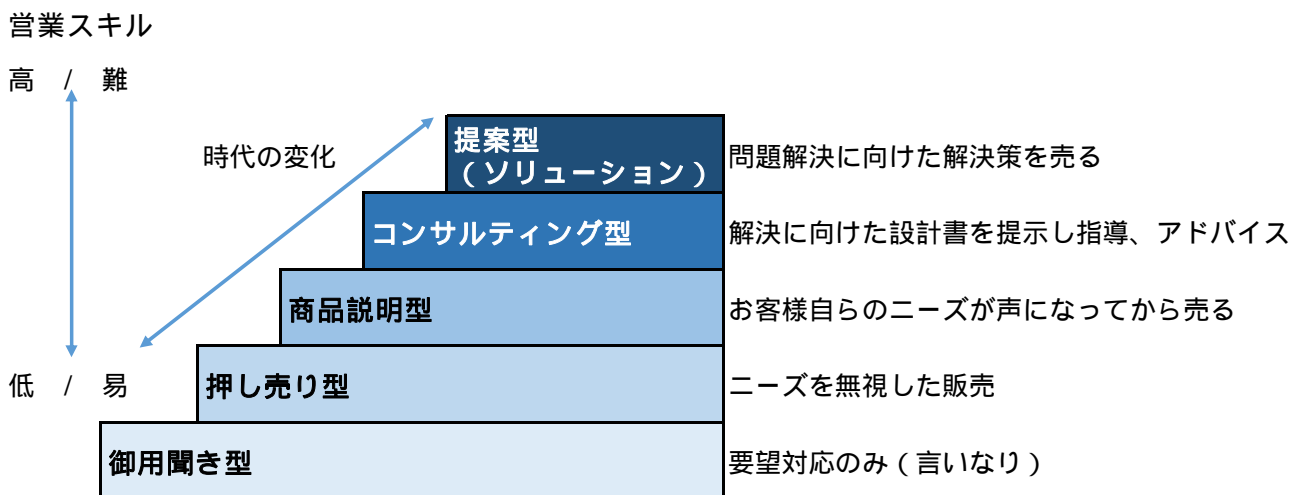 営業スキル
高 / 難
時代の変化
提案型
(ソリューション)
問題解決に向けた解決策を売る
コンサルティング型
解決に向けた設計書を提示し指導、アドバイス
商品説明型
お客様自らのニーズが声になってから売る
低 / 易
押し売り型
ニーズを無視した販売
御用聞き型
要望対応のみ(言いなり)